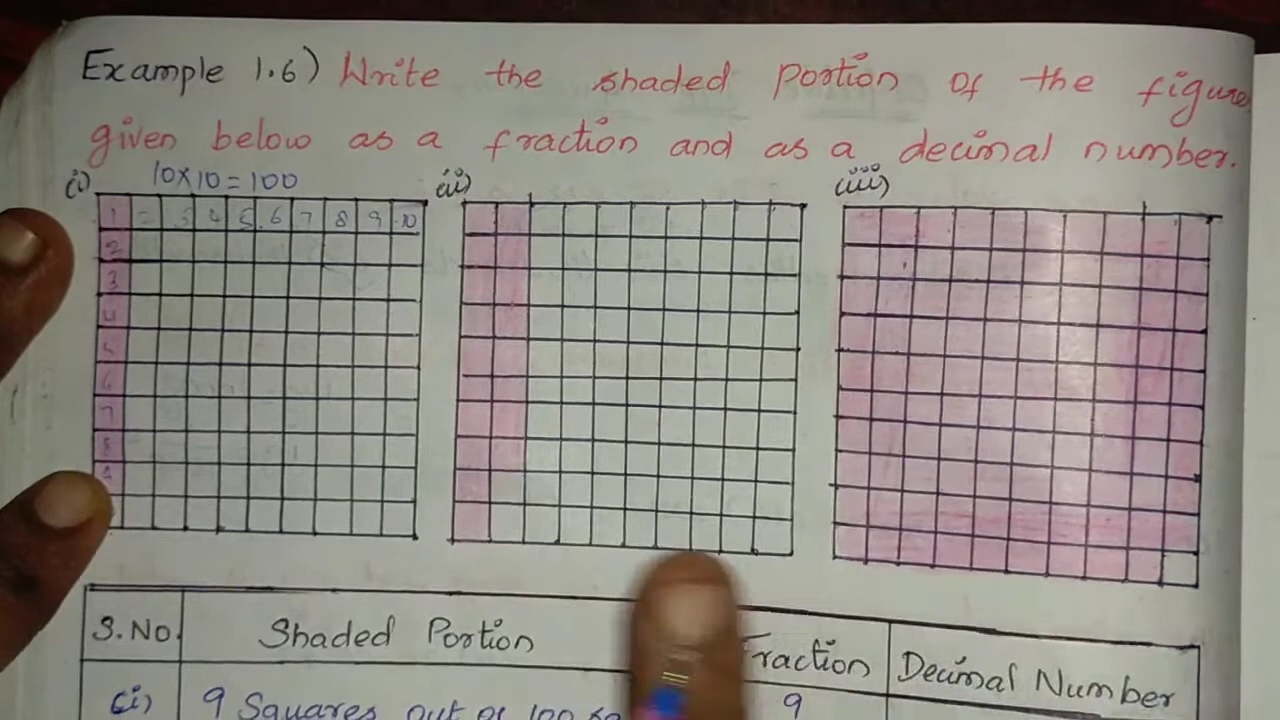 Example 1.6) Write the shaded portion of the figure
given below as a fraction and as a decimal number.
(i) 10×10=100 (ii) (iii)
1 = 3 4 5 6 7 8 9 10
2
3
4
5
6
7
8
9
S.No. Shaded Portion Fraction Decimal Number
(i) 9 Squares out of 100 9